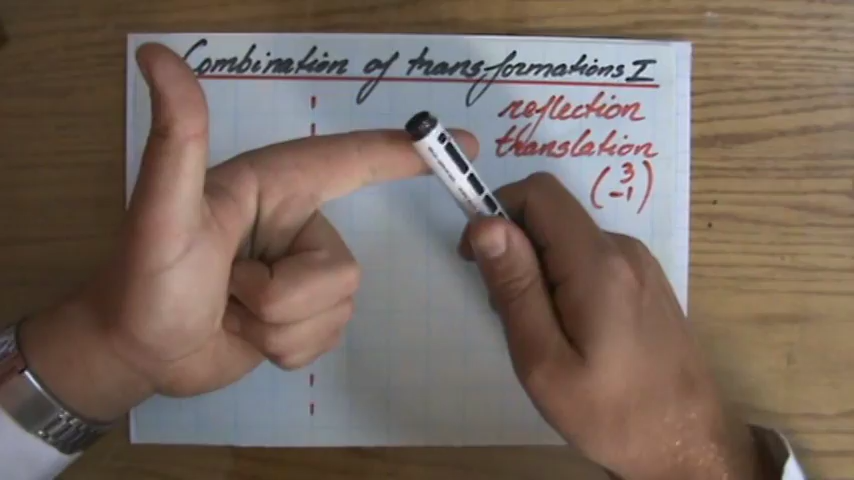 Combination of transformations I
reflection
translation
(3
-1)